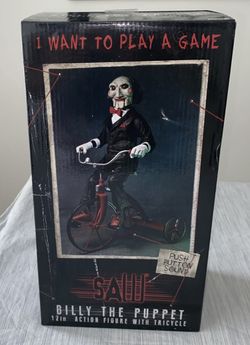 I WANT TO PLAY A GAME
PUSH
BUTTON
SOUND
SAW
BILLY THE PUPPET
12in ACTION FIGURE WITH TRICYCLE